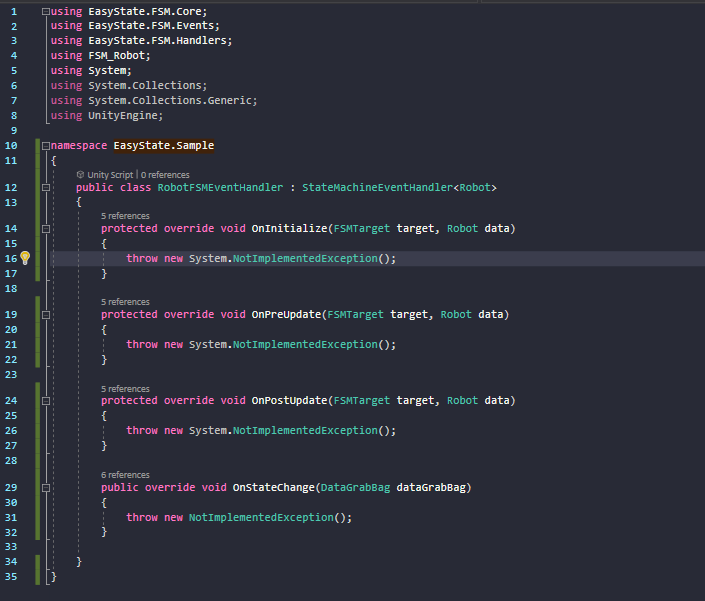 1 using EasyState.FSM.Core;
2 using EasyState.FSM.Events;
3 using EasyState.FSM.Handlers;
4 using FSM_Robot;
5 using System;
6 using System.Collections;
7 using System.Collections.Generic;
8 using UnityEngine;
9
10 namespace EasyState.Sample
11 {
Unity Script | 0 references
12 public class RobotFSMEventHandler : StateMachineEventHandler<Robot>
13 {
5 references
14 protected override void OnInitialize(FSMTarget target, Robot data)
15 {
16 throw new System.NotImplementedException();
17 }
18
5 references
19 protected override void OnPreUpdate(FSMTarget target, Robot data)
20 {
21 throw new System.NotImplementedException();
22 }
23
5 references
24 protected override void OnPostUpdate(FSMTarget target, Robot data)
25 {
26 throw new System.NotImplementedException();
27 }
28
6 references
29 public override void OnStateChange(DataGrabBag dataGrabBag)
30 {
31 throw new NotImplementedException();
32 }
33
34 }
35 }